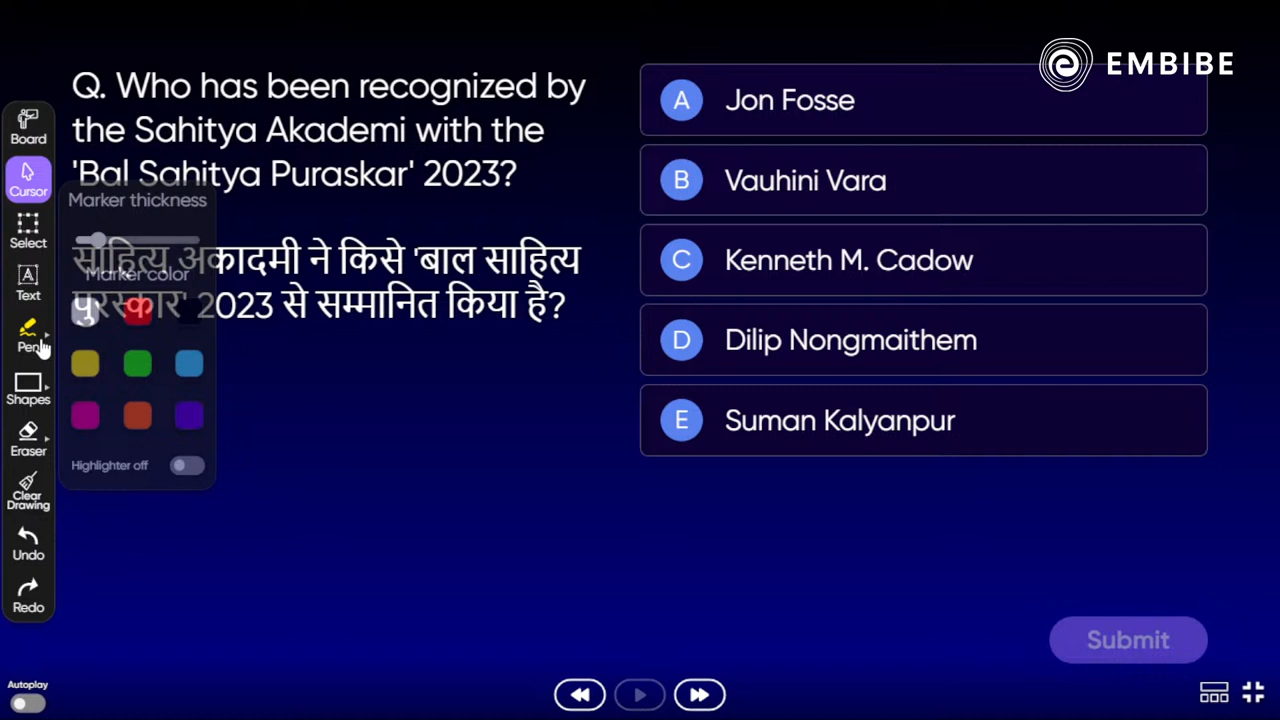 EMBIBE
Q. Who has been recognized by
the Sahitya Akademi with the
'Bal Sahitya Puraskar' 2023?
साहित्य अकादमी ने किसे 'बाल साहित्य
पुरस्कार' 2023 से सम्मानित किया है?
A Jon Fosse
B Vauhini Vara
C Kenneth M. Cadow
D Dilip Nongmaithem
E Suman Kalyanpur
Board
Cursor
Select
Text
Pen
Shapes
Eraser
Clear
Drawing
Undo
Redo
Marker thickness
Marker color
Highlighter off
Submit
Autoplay